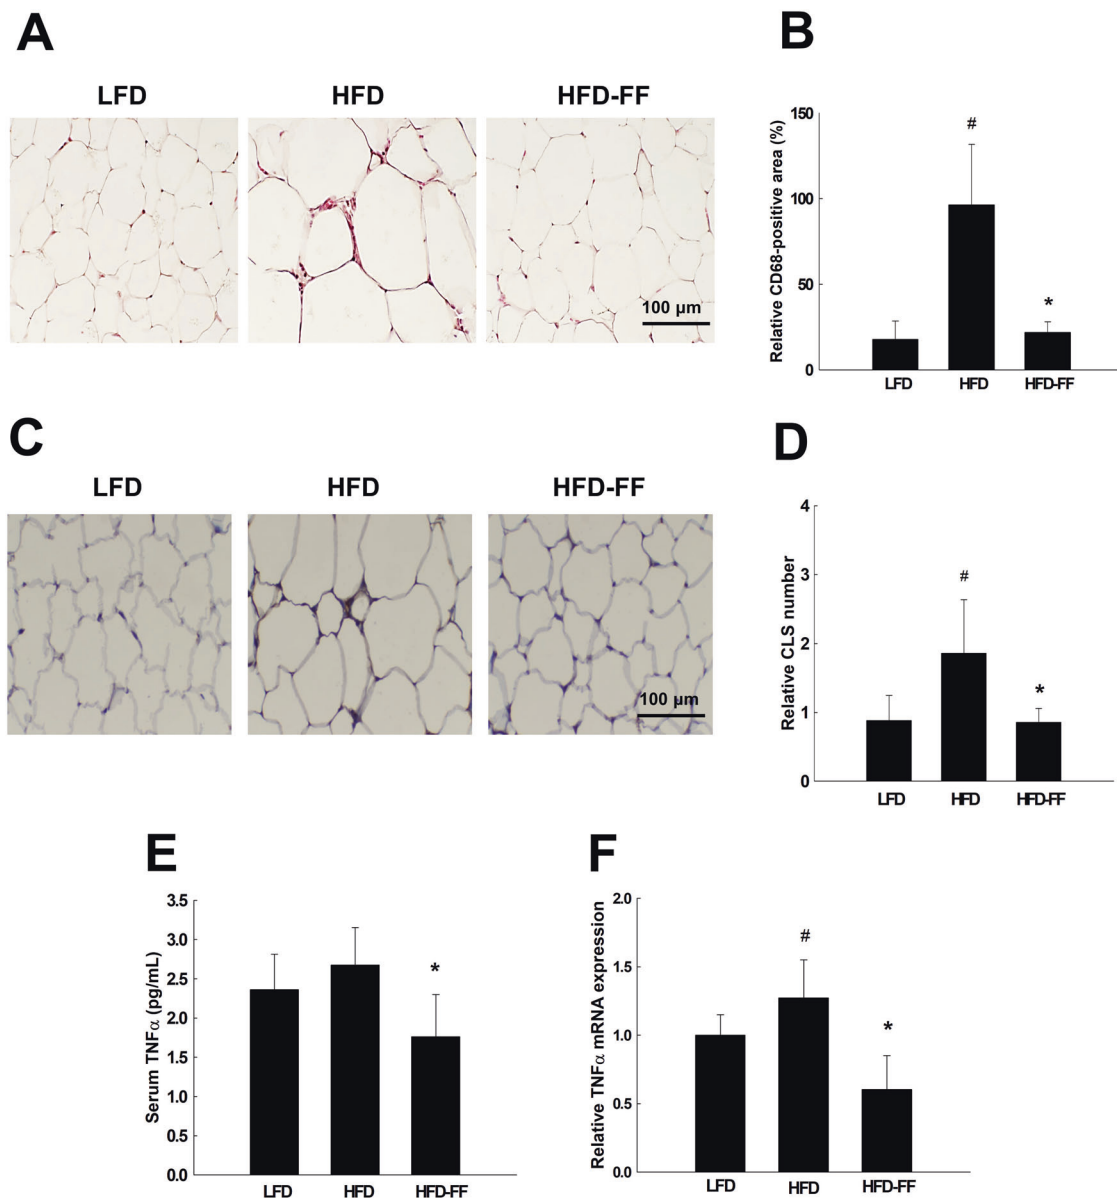 A
LFD
HFD
HFD-FF
100 µm
B
Relative CD68-positive area (%)
150
100
50
0
#
*
LFD
HFD
HFD-FF
C
LFD
HFD
HFD-FF
100 µm
D
Relative CLS number
4
3
2
1
0
#
*
LFD
HFD
HFD-FF
E
Serum TNFα (pg/mL)
3.5
3.0
2.5
2.0
1.5
1.0
0.5
0.0
*
LFD
HFD
HFD-FF
F
Relative TNFα mRNA expression
2.0
1.5
1.0
0.5
0.0
#
*
LFD
HFD
HFD-FF